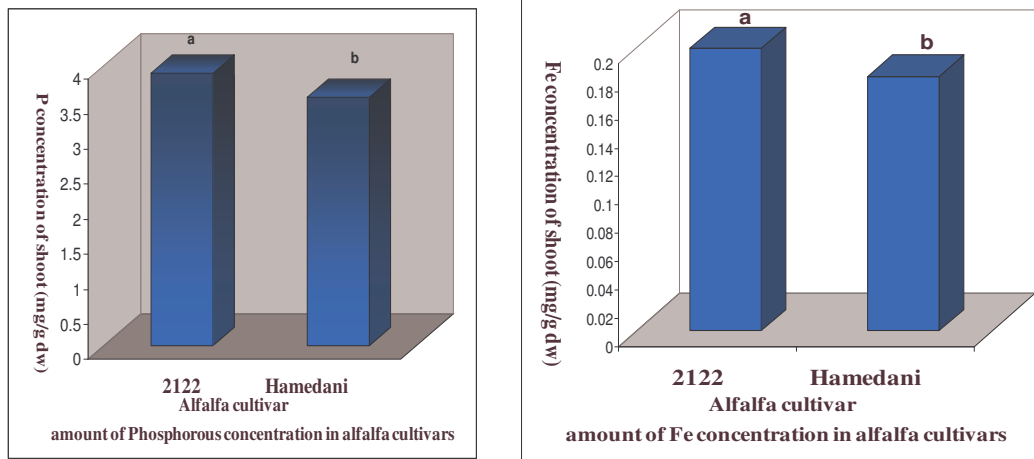 P concentration of shoot (mg/g dw)
4
3.5
3
2.5
2
1.5
1
0.5
0
a
b
2122 Hamedani
Alfalfa cultivar
amount of Phosphorous concentration in alfalfa cultivars
Fe concentration of shoot (mg/g dw)
0.2
0.18
0.16
0.14
0.12
0.1
0.08
0.06
0.04
0.02
0
a
b
2122 Hamedani
Alfalfa cultivar
amount of Fe concentration in alfalfa cultivars